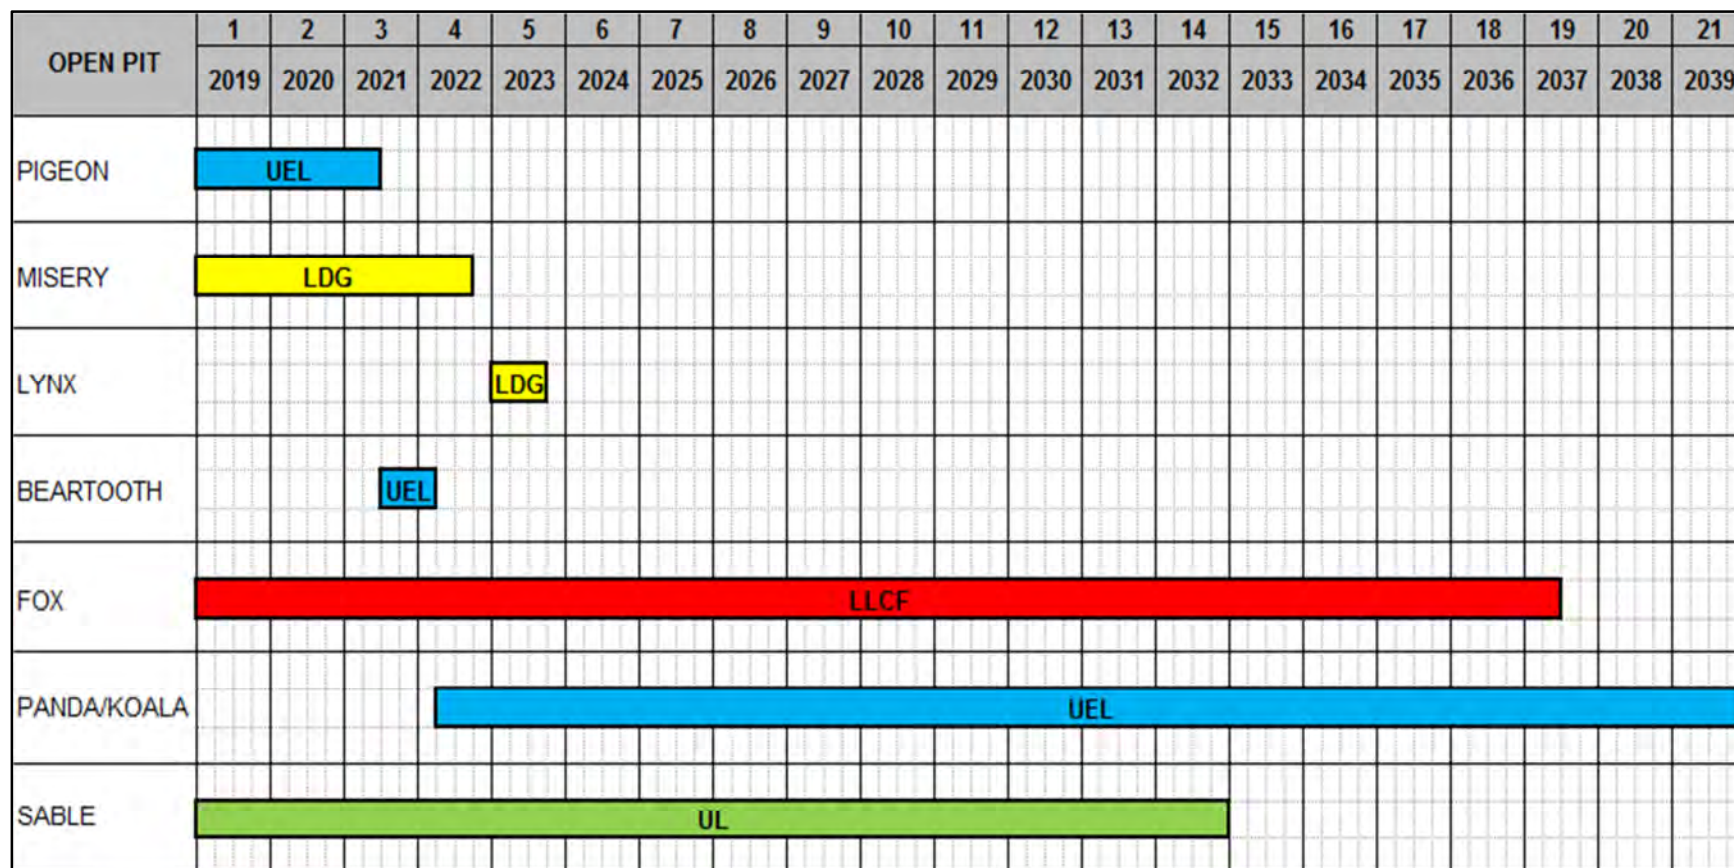 OPEN PIT
1 2 3 4 5 6 7 8 9 10 11 12 13 14 15 16 17 18 19 20 21
2019 2020 2021 2022 2023 2024 2025 2026 2027 2028 2029 2030 2031 2032 2033 2034 2035 2036 2037 2038 2039
PIGEON UEL
MISERY LDG
LYNX LDG
BEARTOOTH UEL
FOX LLCF
PANDA/KOALA UEL
SABLE UL